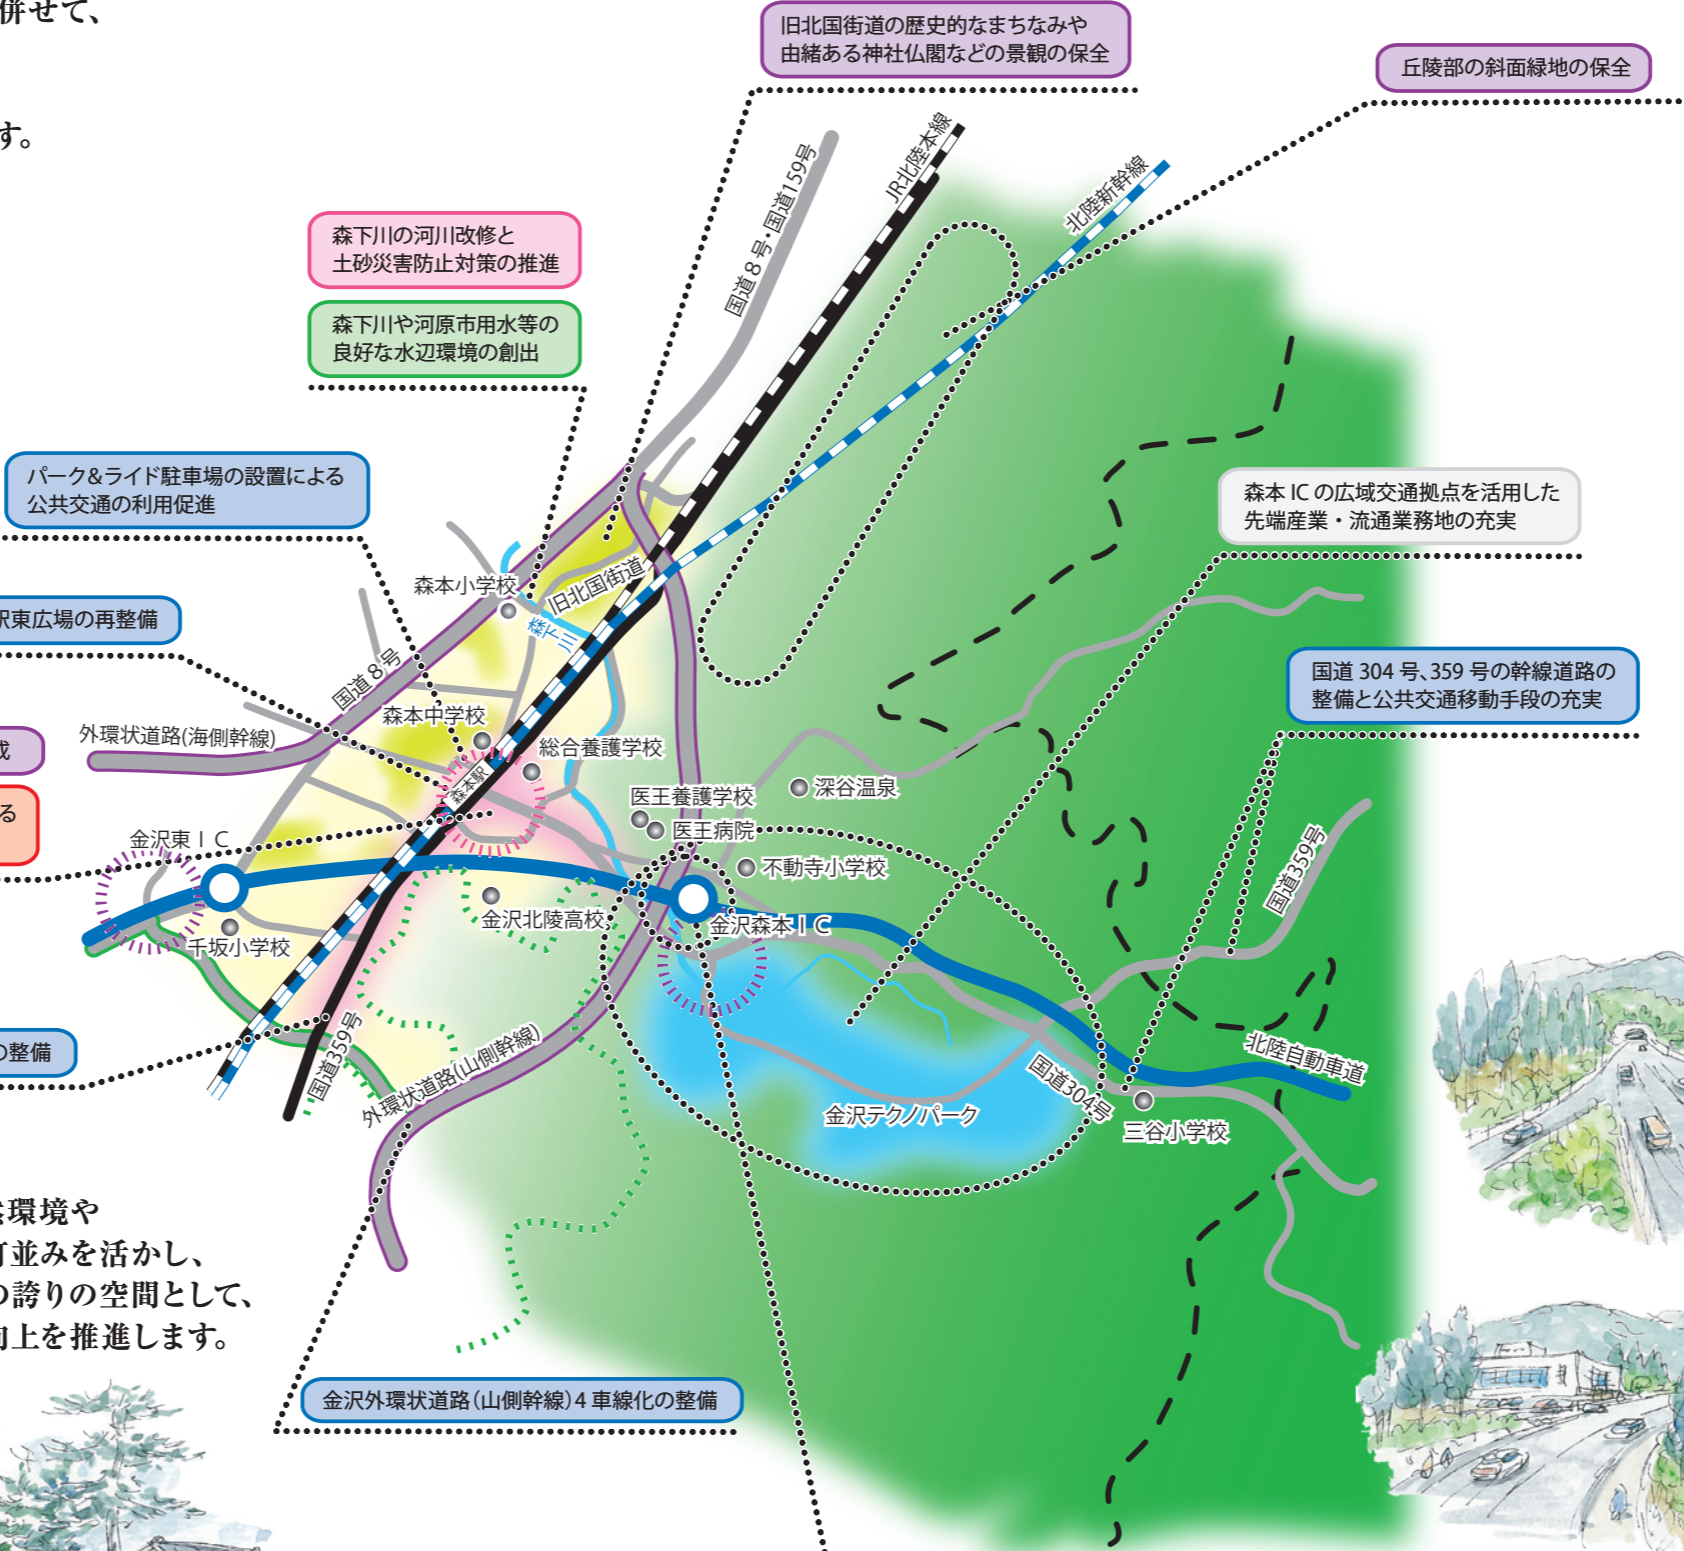 併せて、
す。
旧北国街道の歴史的なまちなみや
由緒ある神社仏閣などの景観の保全
丘陵部の斜面緑地の保全
国道8号・国道159号
JR北陸本線
北陸新幹線
森下川の河川改修と
土砂災害防止対策の推進
森下川や河原市用水等の
良好な水辺環境の創出
パーク&ライド駐車場の設置による
公共交通の利用促進
森本 IC の広域交通拠点を活用した
先端産業・流通業務地の充実
駅東広場の再整備
森本小学校
旧北国街道
森下川
国道8号
国道 304 号、359 号の幹線道路の
整備と公共交通移動手段の充実
成
外環状道路(海側幹線)
森本中学校
総合養護学校
森本駅
る
医王養護学校
深谷温泉
医王病院
金沢東IC
不動寺小学校
国道359号
金沢北陵高校
金沢森本IC
千坂小学校
の整備
国道359号
外環状道路(山側幹線)
北陸自動車道
国道304号
金沢テクノパーク
三谷小学校
環境や
町並みを活かし、
の誇りの空間として、
向上を推進します。
金沢外環状道路(山側幹線)4 車線化の整備